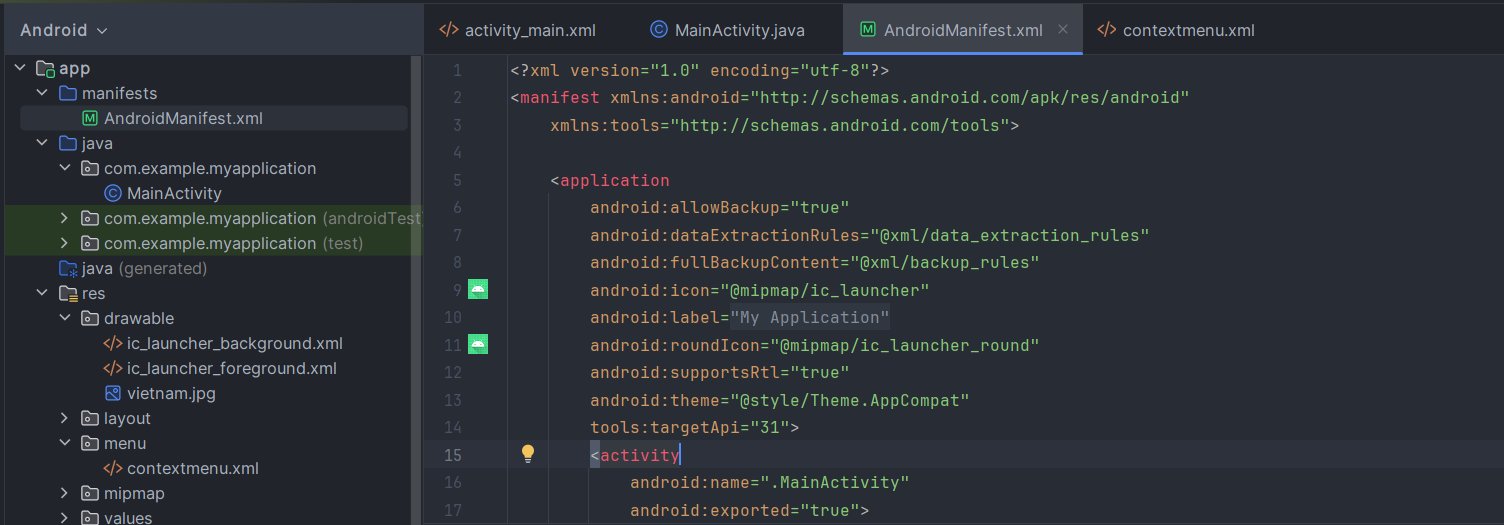 Android
app
manifests
AndroidManifest.xml
java
com.example.myapplication
MainActivity
com.example.myapplication (androidTest)
com.example.myapplication (test)
java (generated)
res
drawable
ic_launcher_background.xml
ic_launcher_foreground.xml
vietnam.jpg
layout
menu
contextmenu.xml
mipmap
values
activity_main.xml MainActivity.java AndroidManifest.xml contextmenu.xml
1 <?xml version="1.0" encoding="utf-8"?>
2 <manifest xmlns:android="http://schemas.android.com/apk/res/android"
3 xmlns:tools="http://schemas.android.com/tools">
4
5 <application
6 android:allowBackup="true"
7 android:dataExtractionRules="@xml/data_extraction_rules"
8 android:fullBackupContent="@xml/backup_rules"
9 android:icon="@mipmap/ic_launcher"
10 android:label="My Application"
11 android:roundIcon="@mipmap/ic_launcher_round"
12 android:supportsRtl="true"
13 android:theme="@style/Theme.AppCompat"
14 tools:targetApi="31">
15 <activity
16 android:name=".MainActivity"
17 android:exported="true">